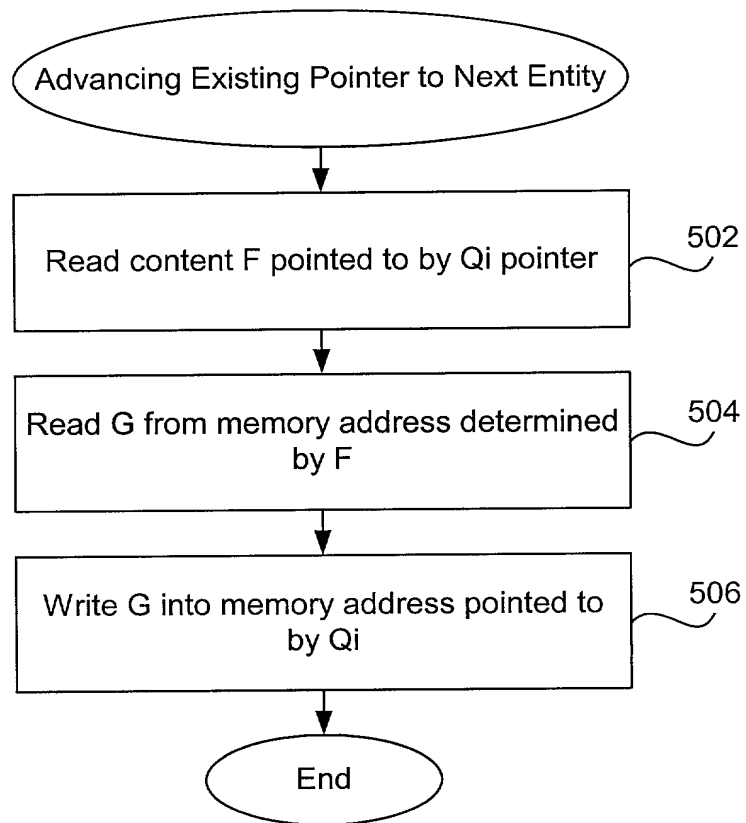 Advancing Existing Pointer to Next Entity
Read content F pointed to by Qi pointer
502
Read G from memory address determined
by F
504
Write G into memory address pointed to
by Qi
506
End